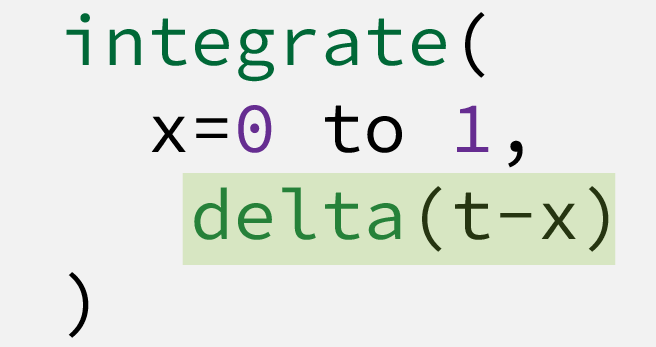 integrate(
x=0 to 1,
delta(t-x)
)